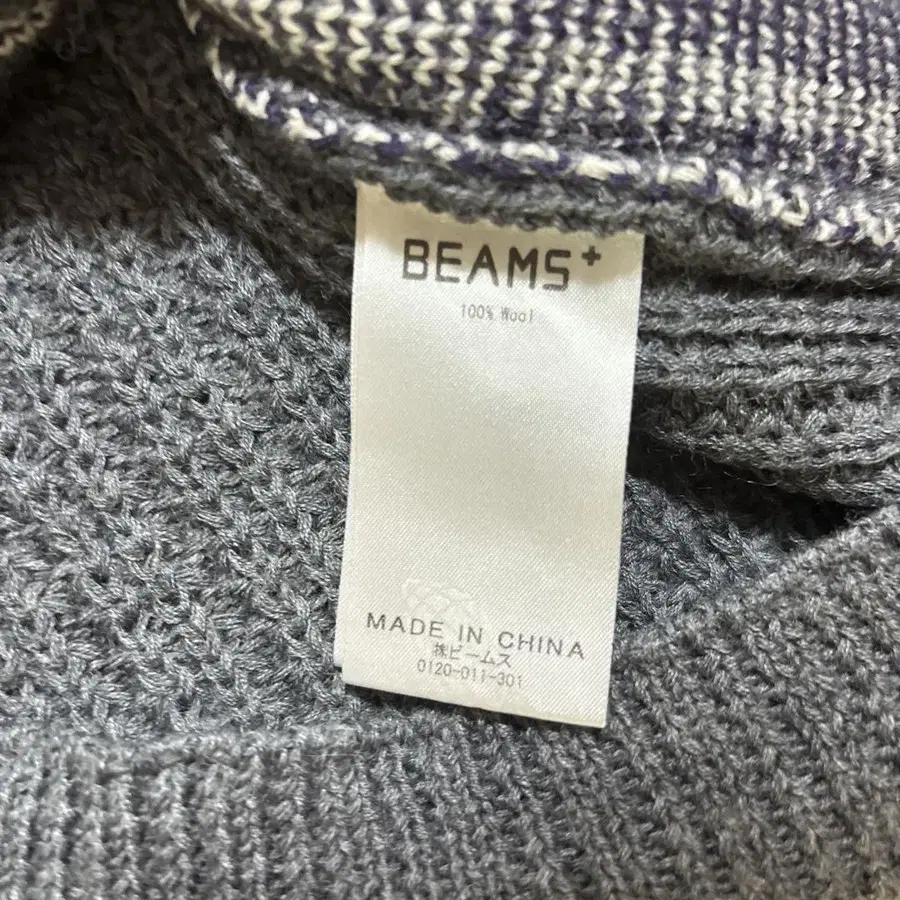 BEAMS+
100% Wool
MADE IN CHINA
㈱ビームス
0120-011-301